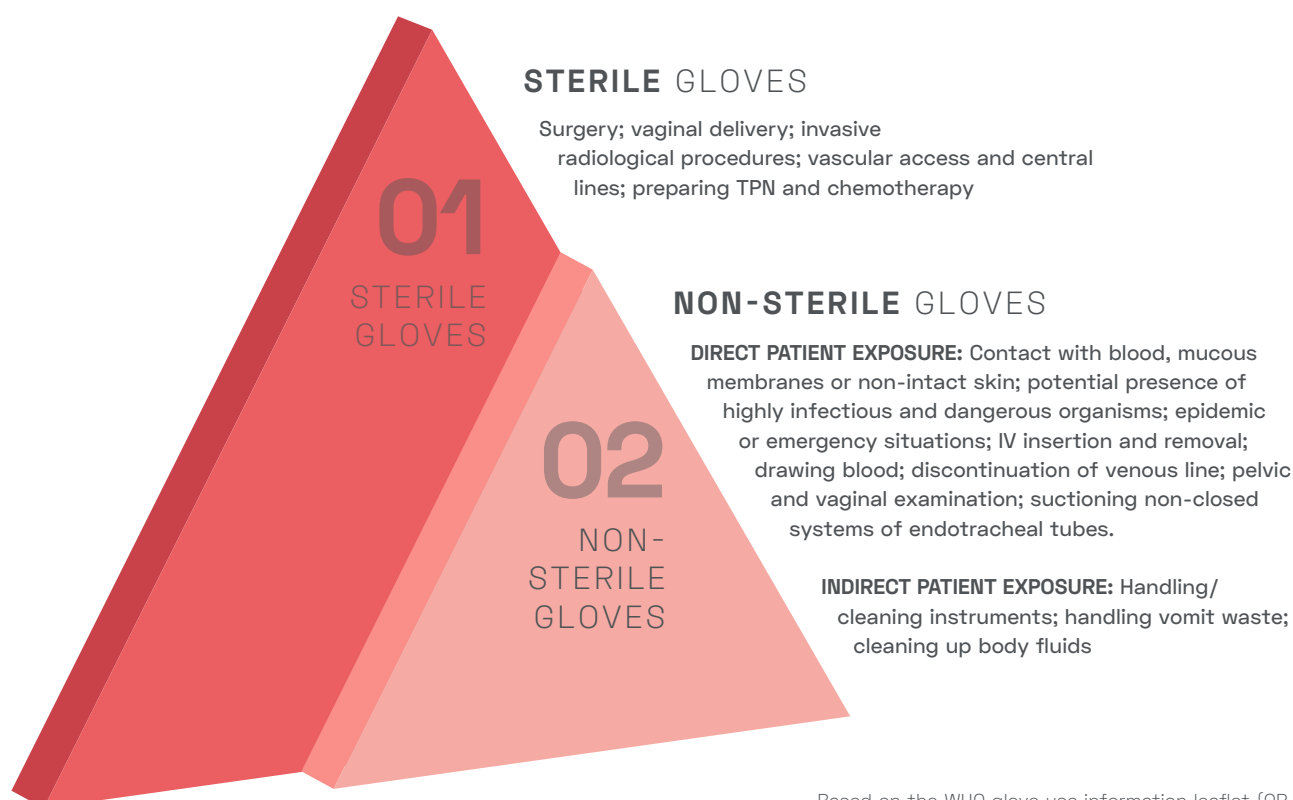 STERILE GLOVES
Surgery; vaginal delivery; invasive
radiological procedures; vascular access and central
lines; preparing TPN and chemotherapy
01
STERILE
GLOVES
NON-STERILE GLOVES
DIRECT PATIENT EXPOSURE: Contact with blood, mucous
membranes or non-intact skin; potential presence of
highly infectious and dangerous organisms; epidemic
or emergency situations; IV insertion and removal;
drawing blood; discontinuation of venous line; pelvic
and vaginal examination; suctioning non-closed
systems of endotracheal tubes.
02
NON-
STERILE
GLOVES
INDIRECT PATIENT EXPOSURE: Handling/
cleaning instruments; handling vomit waste;
cleaning up body fluids
Based on the WHO glove use information leaflet